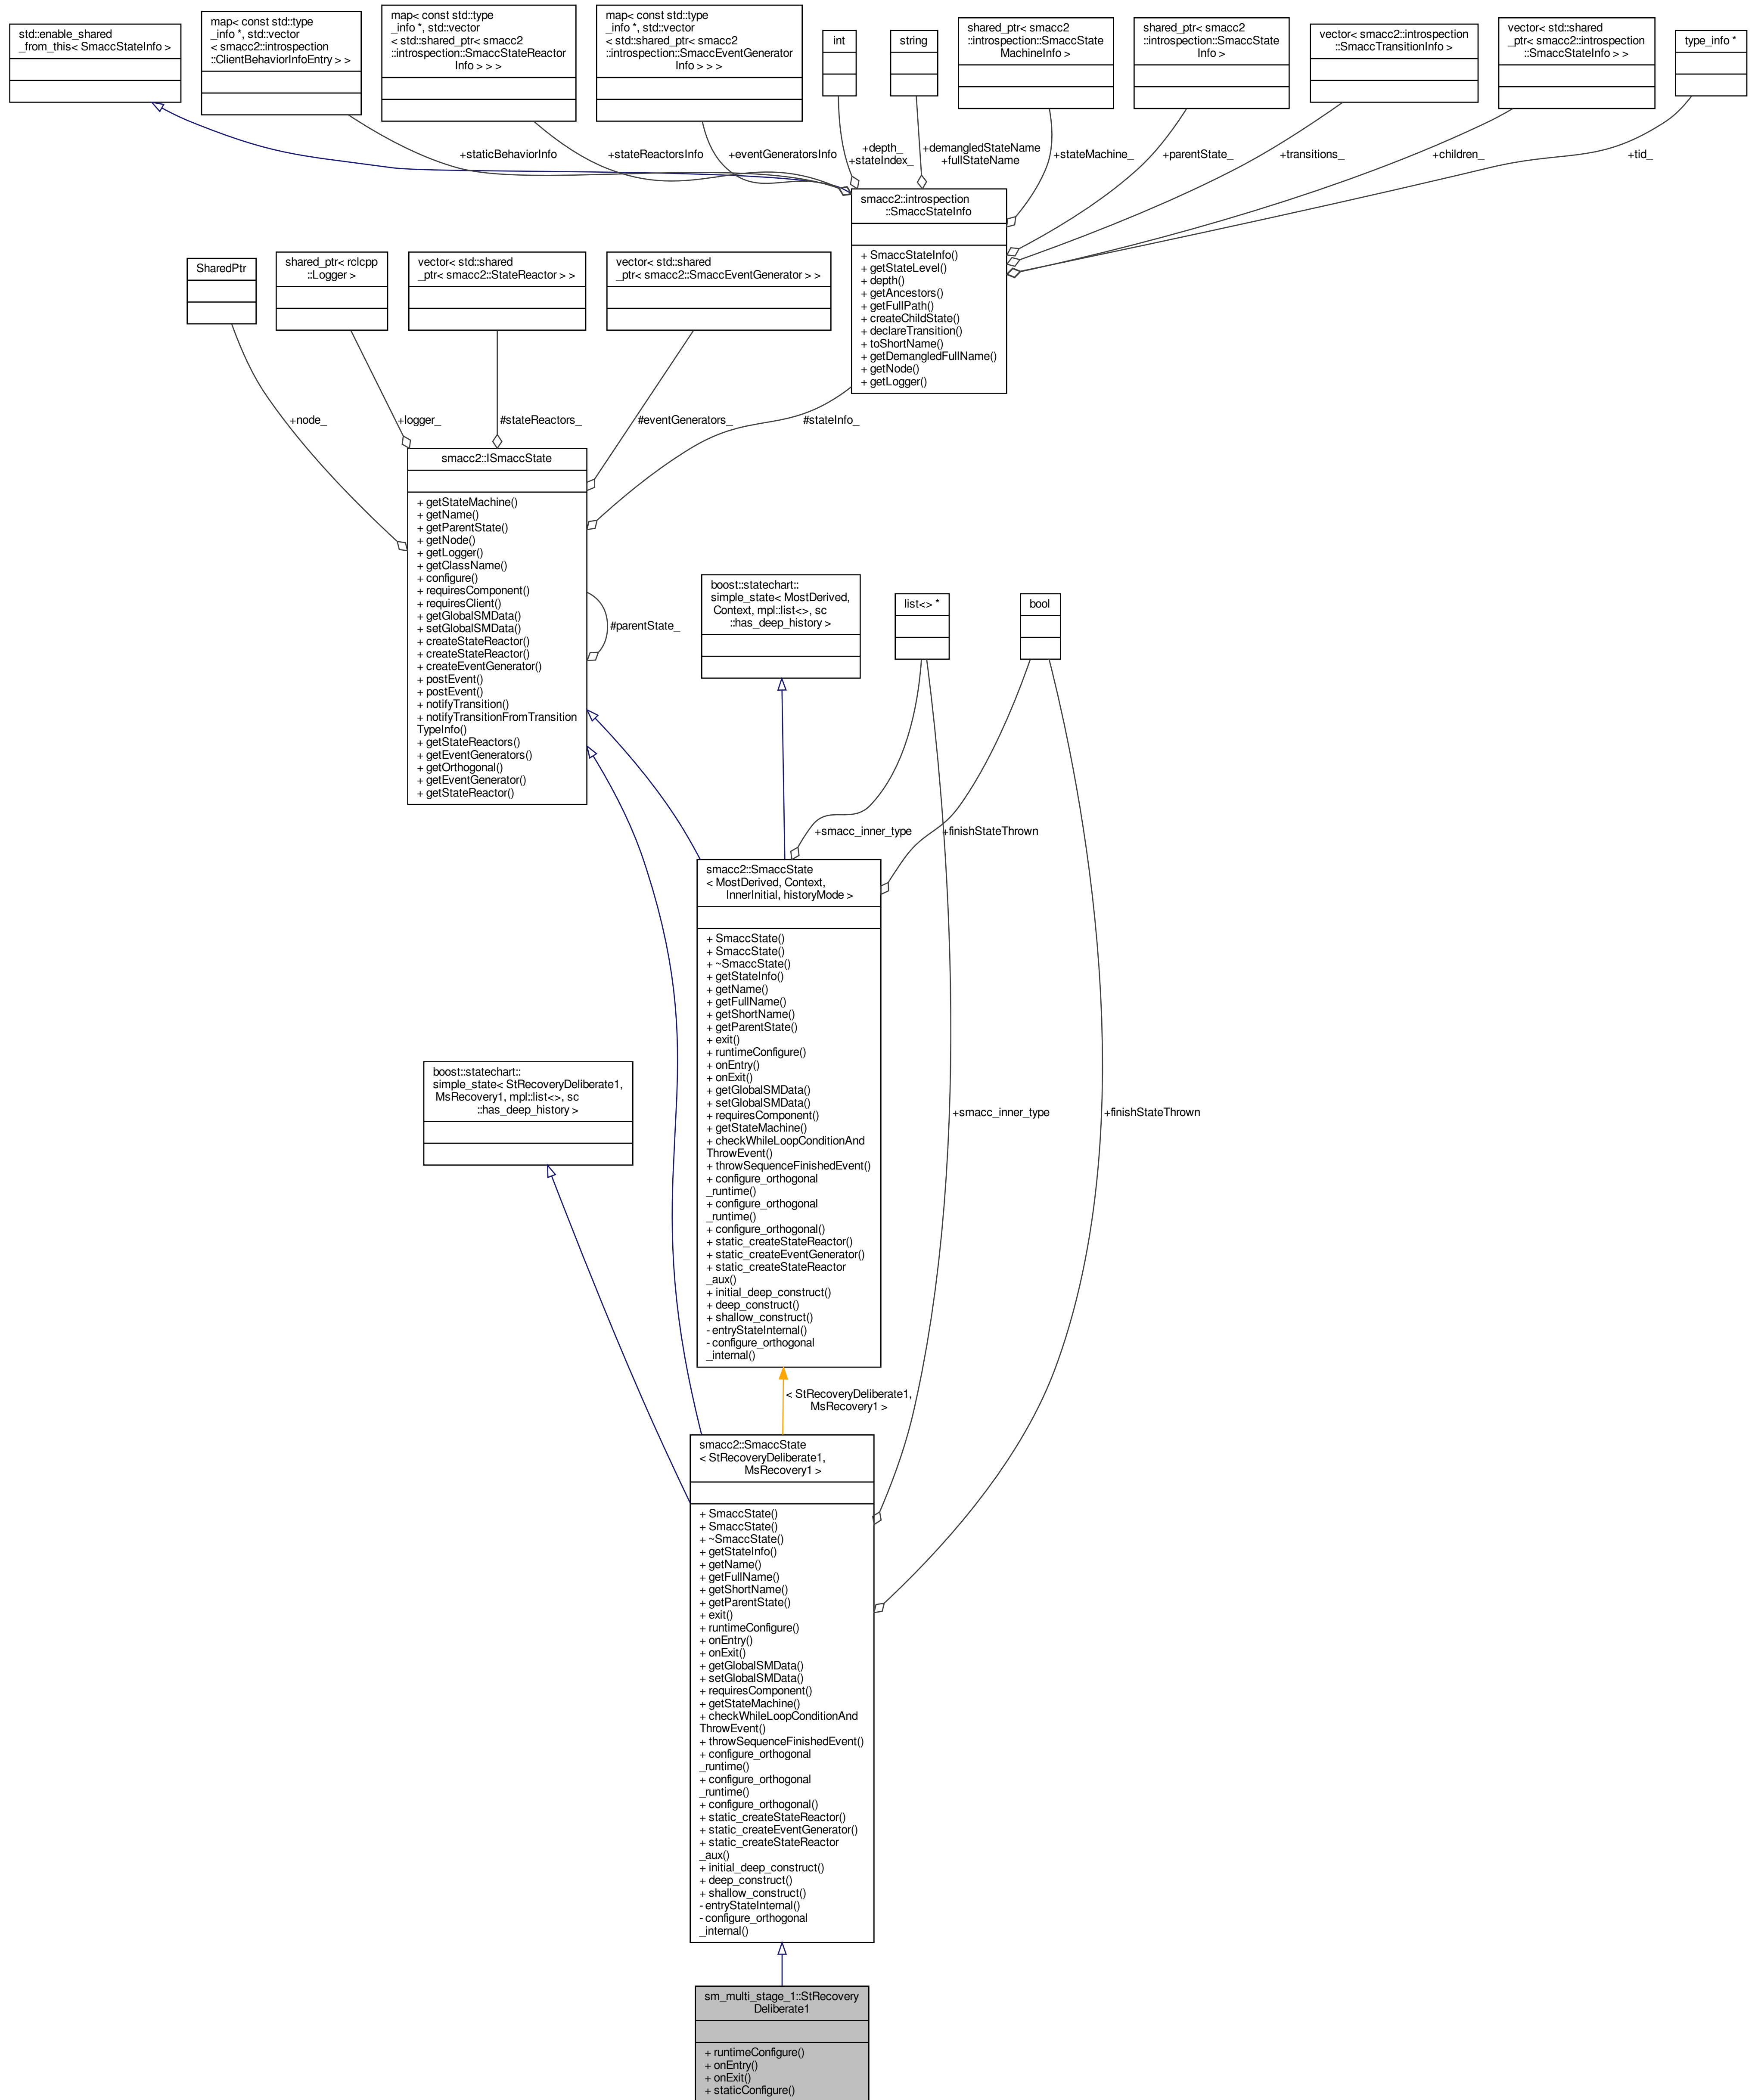 std::enable_shared
_from_this< SmaccStateInfo >
map< const std::type
_info *, std::vector
< smacc2::introspection
::ClientBehaviorInfoEntry > >
map< const std::type
_info *, std::vector
< std::shared_ptr< smacc2
::introspection::SmaccStateReactor
Info > > >
map< const std::type
_info *, std::vector
< std::shared_ptr< smacc2
::introspection::SmaccEventGenerator
Info > > >
int
string
shared_ptr< smacc2
::introspection::SmaccState
MachineInfo >
shared_ptr< smacc2
::introspection::SmaccState
Info >
vector< smacc2::introspection
::SmaccTransitionInfo >
vector< std::shared
_ptr< smacc2::introspection
::SmaccStateInfo > >
type_info *
+staticBehaviorInfo
+stateReactorsInfo
+eventGeneratorsInfo
+depth_
+stateIndex_
+demangledStateName
+fullStateName
+stateMachine_
+parentState_
+transitions_
+children_
+tid_
smacc2::introspection
::SmaccStateInfo
+ SmaccStateInfo()
+ getStateLevel()
+ depth()
+ getAncestors()
+ getFullPath()
+ createChildState()
+ declareTransition()
+ toShortName()
+ getDemangledFullName()
+ getNode()
+ getLogger()
SharedPtr
shared_ptr< rclcpp
::Logger >
vector< std::shared
_ptr< smacc2::StateReactor > >
vector< std::shared
_ptr< smacc2::SmaccEventGenerator > >
+node_
+logger_
#stateReactors_
#eventGenerators_
#stateInfo_
smacc2::ISmaccState
+ getStateMachine()
+ getName()
+ getParentState()
+ getNode()
+ getLogger()
+ getClassName()
+ configure()
+ requiresComponent()
+ requiresClient()
+ getGlobalSMData()
+ setGlobalSMData()
+ createStateReactor()
+ createStateReactor()
+ createEventGenerator()
+ postEvent()
+ postEvent()
+ notifyTransition()
+ notifyTransitionFromTransition
TypeInfo()
+ getStateReactors()
+ getEventGenerators()
+ getOrthogonal()
+ getEventGenerator()
+ getStateReactor()
#parentState_
boost::statechart::
simple_state< MostDerived,
Context, mpl::list<>, sc
::has_deep_history >
list<> *
bool
+smacc_inner_type
+finishStateThrown
smacc2::SmaccState
< MostDerived, Context,
InnerInitial, historyMode >
+ SmaccState()
+ SmaccState()
+ ~SmaccState()
+ getStateInfo()
+ getName()
+ getFullName()
+ getShortName()
+ getParentState()
+ exit()
+ runtimeConfigure()
+ onEntry()
+ onExit()
+ getGlobalSMData()
+ setGlobalSMData()
+ requiresComponent()
+ getStateMachine()
+ checkWhileLoopConditionAnd
ThrowEvent()
+ throwSequenceFinishedEvent()
+ configure_orthogonal
_runtime()
+ configure_orthogonal
_runtime()
+ configure_orthogonal()
+ static_createStateReactor()
+ static_createEventGenerator()
+ static_createStateReactor
_aux()
+ initial_deep_construct()
+ deep_construct()
+ shallow_construct()
- entryStateInternal()
- configure_orthogonal
_internal()
boost::statechart::
simple_state< StRecoveryDeliberate1,
MsRecovery1, mpl::list<>, sc
::has_deep_history >
+smacc_inner_type
+finishStateThrown
< StRecoveryDeliberate1,
MsRecovery1 >
smacc2::SmaccState
< StRecoveryDeliberate1,
MsRecovery1 >
+ SmaccState()
+ SmaccState()
+ ~SmaccState()
+ getStateInfo()
+ getName()
+ getFullName()
+ getShortName()
+ getParentState()
+ exit()
+ runtimeConfigure()
+ onEntry()
+ onExit()
+ getGlobalSMData()
+ setGlobalSMData()
+ requiresComponent()
+ getStateMachine()
+ checkWhileLoopConditionAnd
ThrowEvent()
+ throwSequenceFinishedEvent()
+ configure_orthogonal
_runtime()
+ configure_orthogonal
_runtime()
+ configure_orthogonal()
+ static_createStateReactor()
+ static_createEventGenerator()
+ static_createStateReactor
_aux()
+ initial_deep_construct()
+ deep_construct()
+ shallow_construct()
- entryStateInternal()
- configure_orthogonal
_internal()
sm_multi_stage_1::StRecovery
Deliberate1
+ runtimeConfigure()
+ onEntry()
+ onExit()
+ staticConfigure()